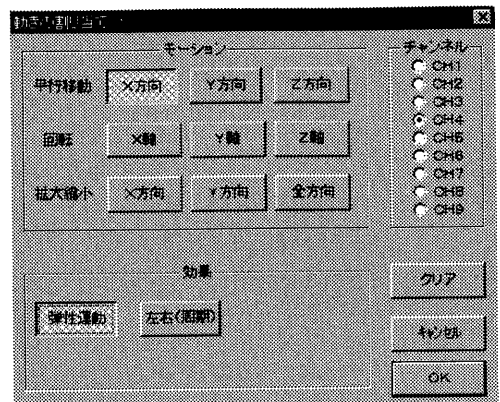 動きの割り当て
モーション
平行移動 X方向 Y方向 Z方向
回転 X軸 Y軸 Z軸
拡大縮小 X方向 Y方向 全方向
チャンネル
CH1
CH2
CH3
CH4
CH5
CH6
CH7
CH8
CH9
効果
弾性運動 左右(周期)
クリア
キャンセル
OK